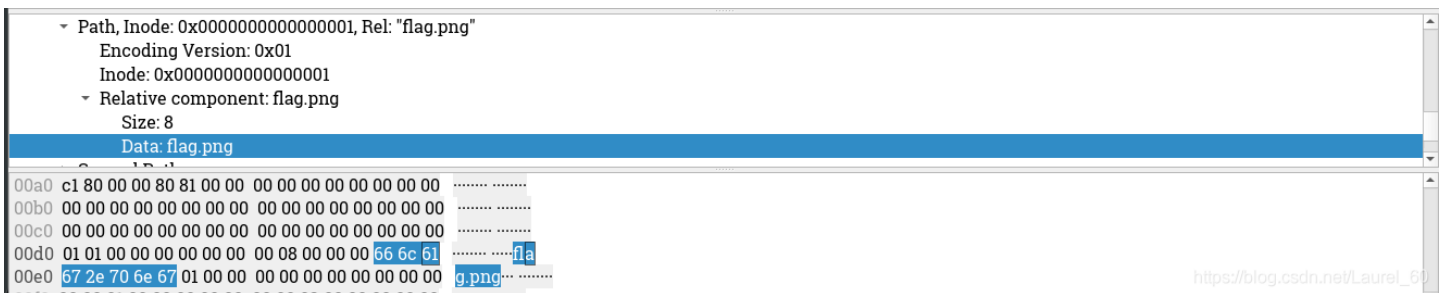 Path, Inode: 0x0000000000000001, Rel: "flag.png"
Encoding Version: 0x01
Inode: 0x0000000000000001
Relative component: flag.png
Size: 8
Data: flag.png
00a0 c1 80 00 00 80 81 00 00 00 00 00 00 00 00 00 00 ········ ········
00b0 00 00 00 00 00 00 00 00 00 00 00 00 00 00 00 00 ········ ········
00c0 00 00 00 00 00 00 00 00 00 00 00 00 00 00 00 00 ········ ········
00d0 01 01 00 00 00 00 00 00 00 08 00 00 00 66 6c 61 ········ ·····fla
00e0 67 2e 70 6e 67 01 00 00 00 00 00 00 00 00 00 00 g.png··· ········
https://blog.csdn.net/Laurel_60